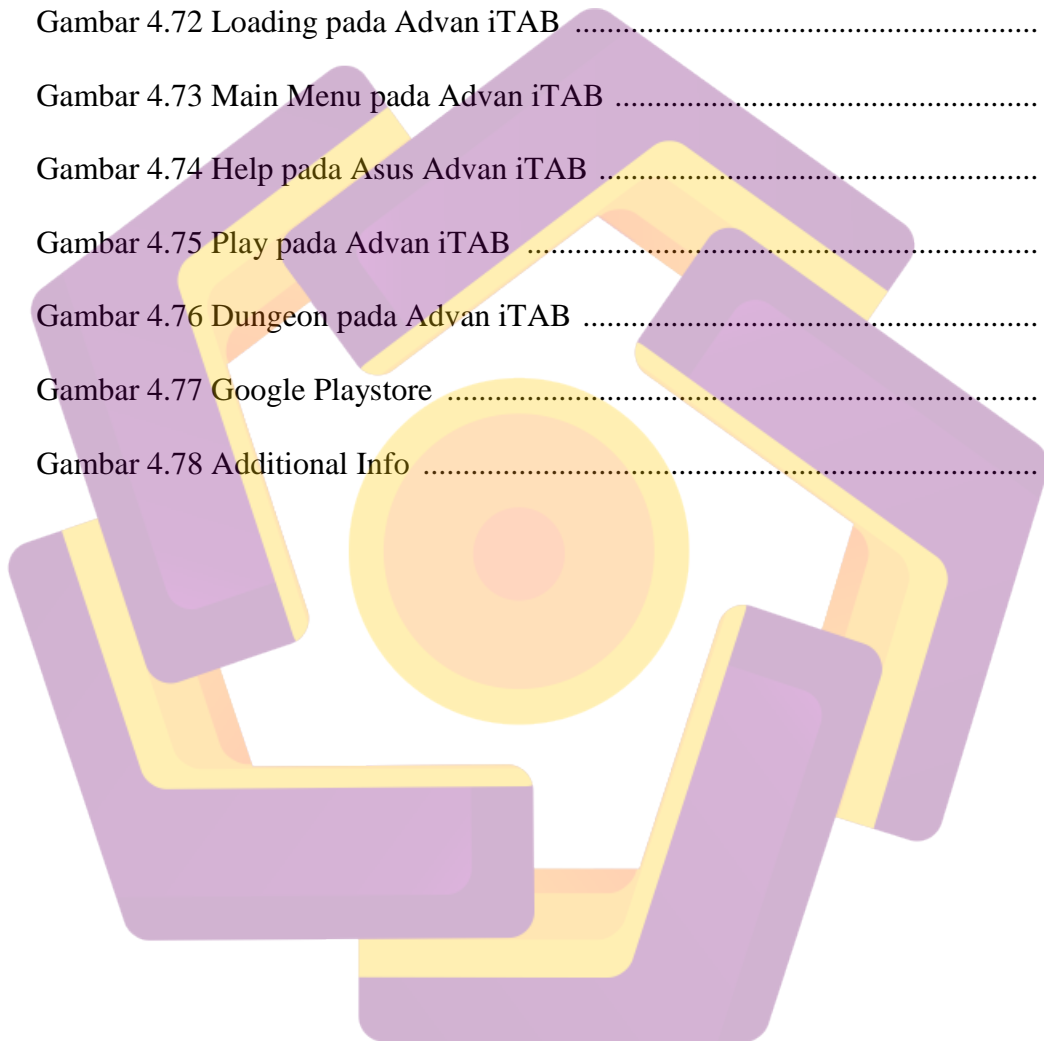 Gambar 4.72 Loading pada Advan iTAB ..........................................................
Gambar 4.73 Main Menu pada Advan iTAB .....................................................
Gambar 4.74 Help pada Asus Advan iTAB .......................................................
Gambar 4.75 Play pada Advan iTAB ................................................................
Gambar 4.76 Dungeon pada Advan iTAB .........................................................
Gambar 4.77 Google Playstore ..........................................................................
Gambar 4.78 Additional Info .............................................................................